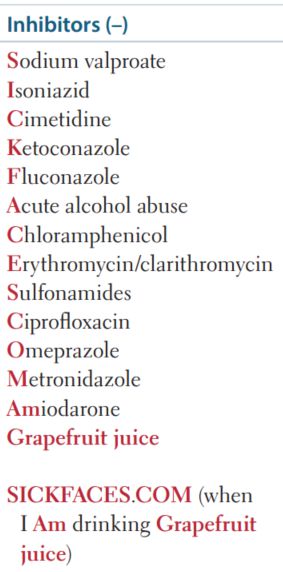 Inhibitors (–)
Sodium valproate
Isoniazid
Cimetidine
Ketoconazole
Fluconazole
Acute alcohol abuse
Chloramphenicol
Erythromycin/clarithromycin
Sulfonamides
Ciprofloxacin
Omeprazole
Metronidazole
Amiodarone
Grapefruit juice
SICKFACES.COM (when
I Am drinking Grapefruit
juice)